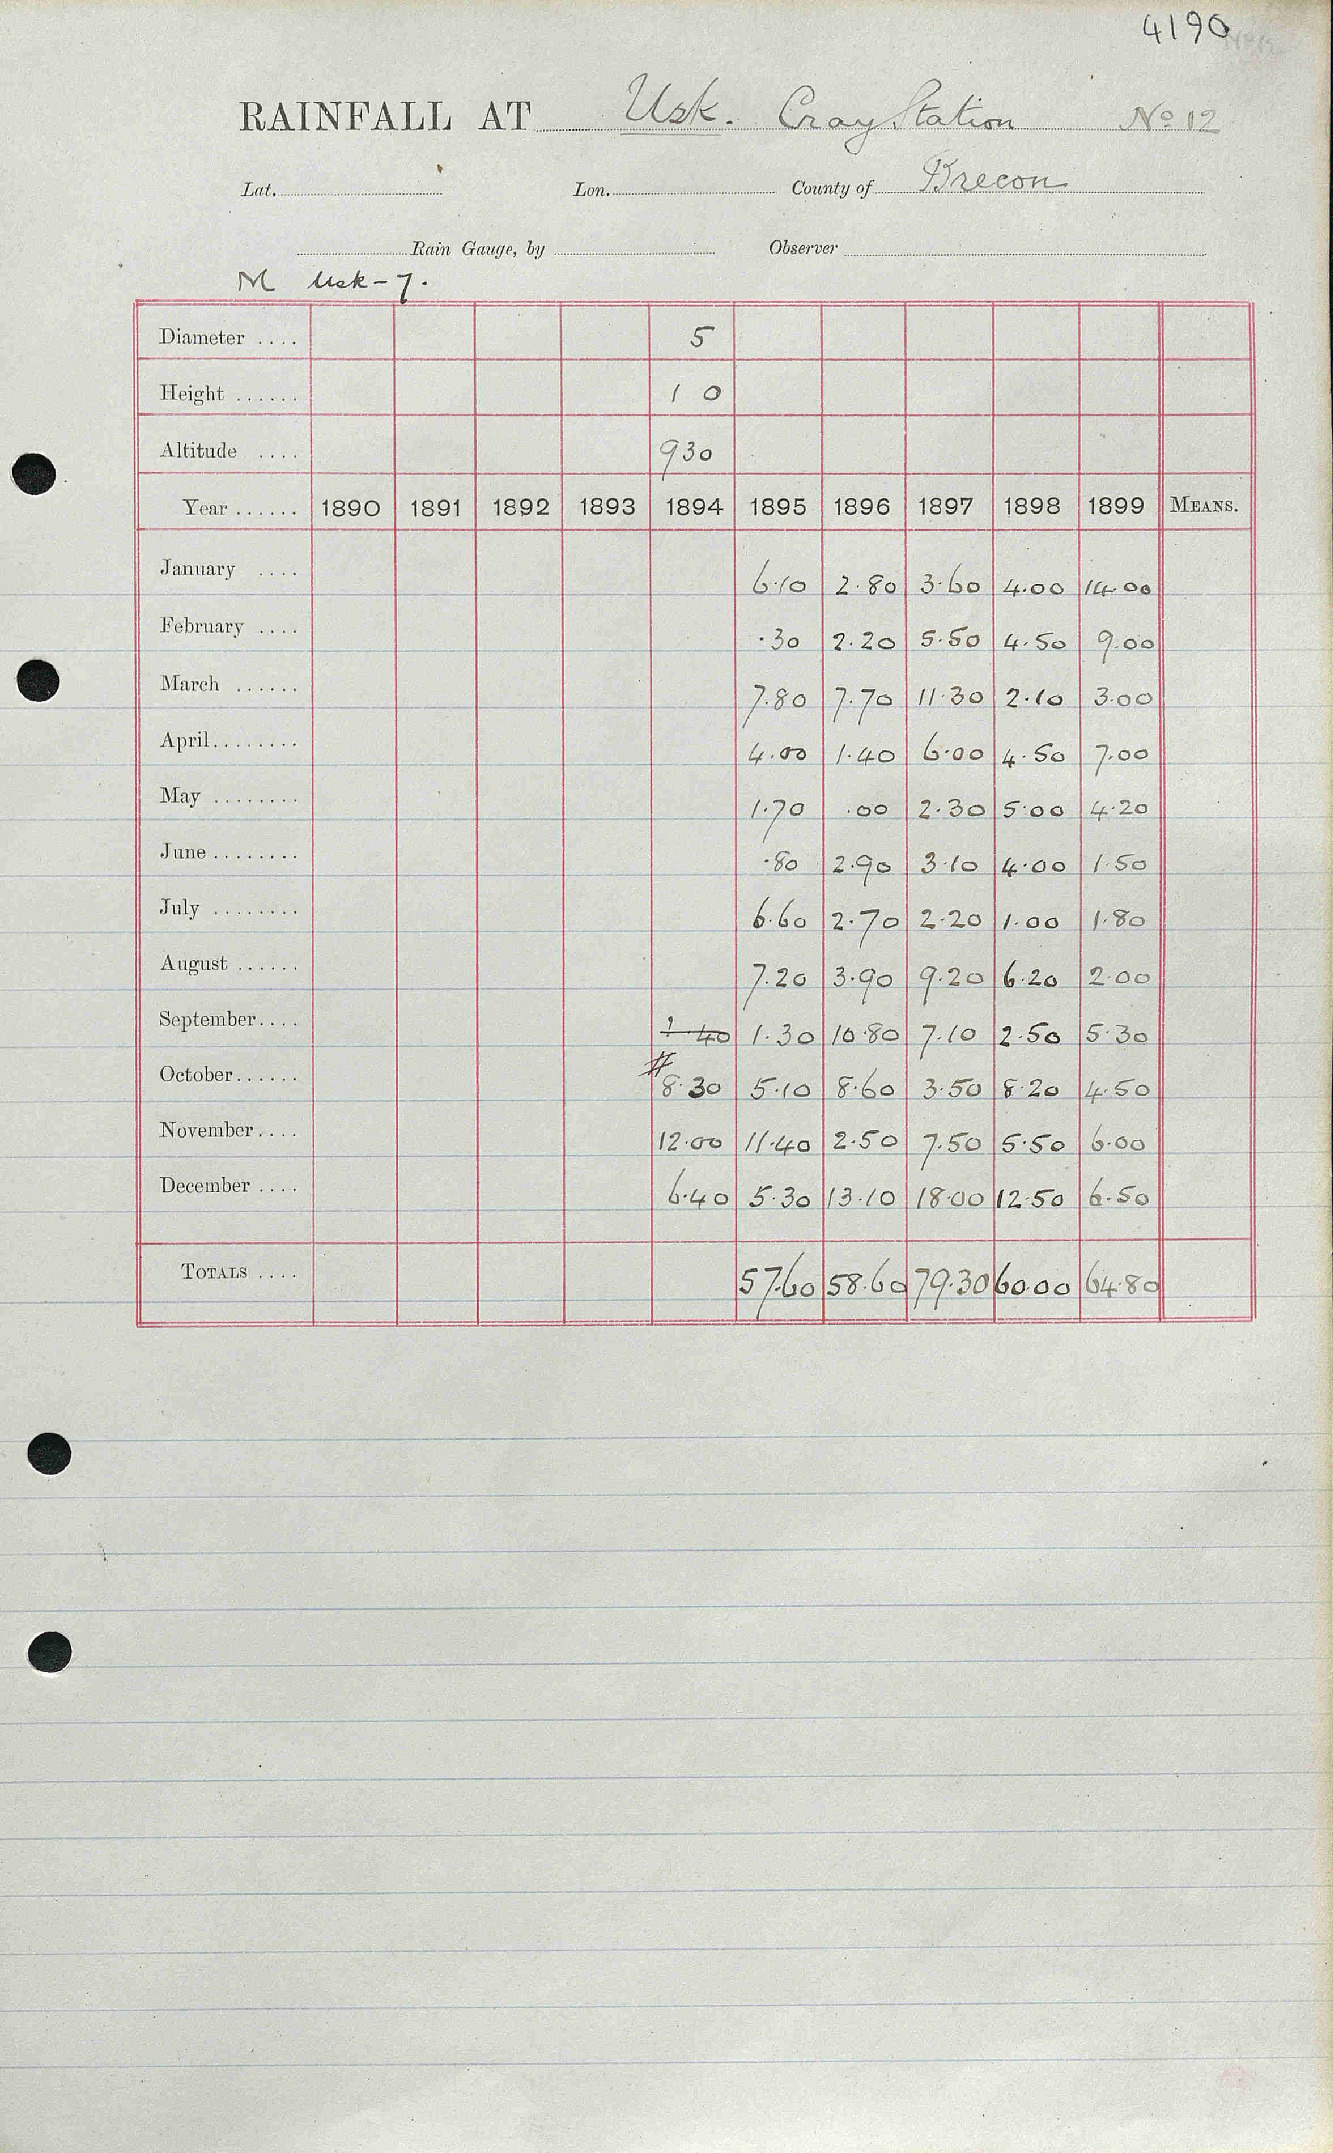 4190
RAINFALL AT Usk. Cray Station No 12
Lat. Lon. County of Brecon
Rain Gauge, by Observer
M Usk - 7.
Diameter .... 5
Height ...... 1 0
Altitude .... 930
Year ...... 1890 1891 1892 1893 1894 1895 1896 1897 1898 1899 MEANS.
January .... 6.10 2.80 3.60 4.00 14.00
February .... .30 2.20 5.50 4.50 9.00
March ...... 7.80 7.70 11.30 2.10 3.00
April........ 4.00 1.40 6.00 4.50 7.00
May ........ 1.70 .00 2.30 5.00 4.20
June ........ .80 2.90 3.10 4.00 1.50
July ........ 6.60 2.70 2.20 1.00 1.80
August ...... 7.20 3.90 9.20 6.20 2.00
September.... 1.30 10.80 7.10 2.50 5.30
October...... # 8.30 5.10 8.60 3.50 8.20 4.50
November.... 12.00 11.40 2.50 7.50 5.50 6.00
December .... 6.40 5.30 13.10 18.00 12.50 6.50
TOTALS .... 57.60 58.60 79.30 60.00 64.80